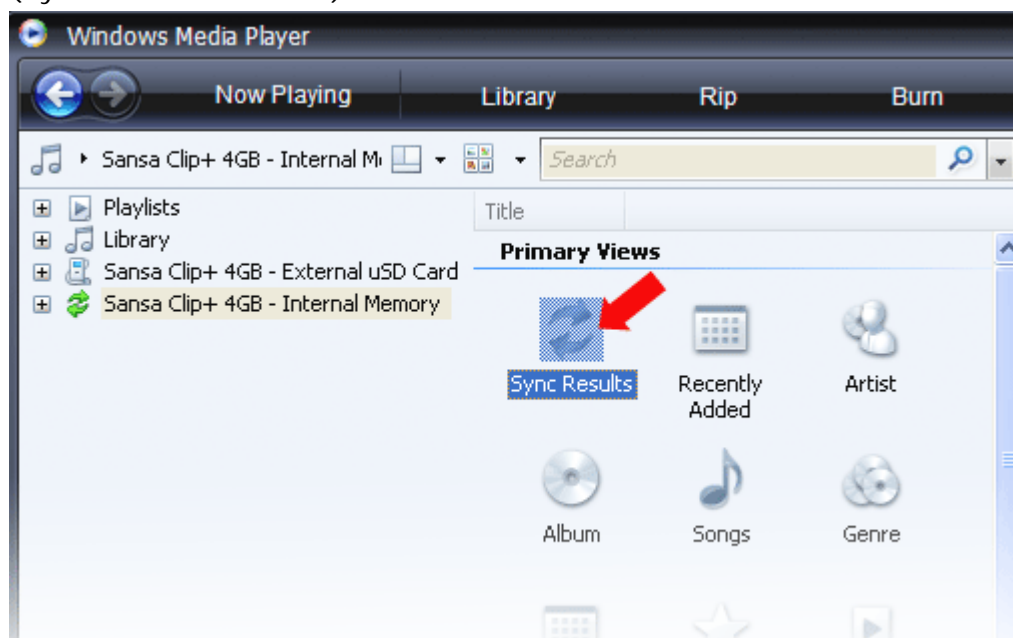 Windows Media Player
Now Playing Library Rip Burn
Sansa Clip+ 4GB - Internal M Search
Playlists
Library
Sansa Clip+ 4GB - External uSD Card
Sansa Clip+ 4GB - Internal Memory
Title
Primary Views
Sync Results
Recently Added
Artist
Album
Songs
Genre